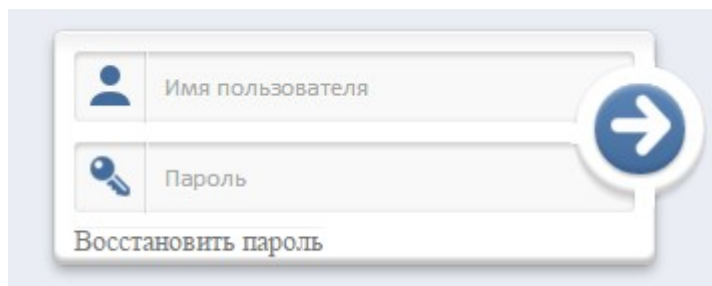 Имя пользователя
Пароль
Восстановить пароль